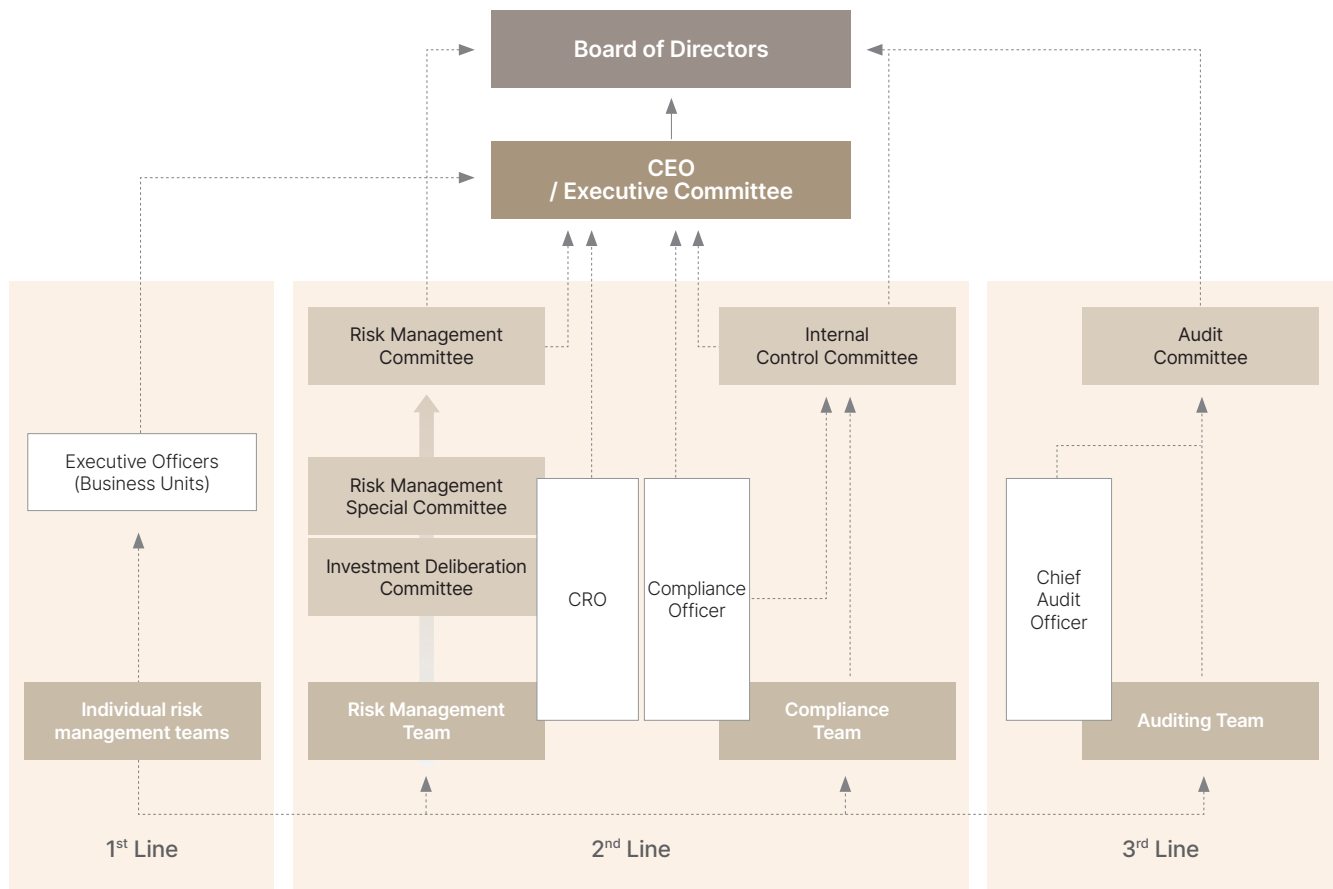 Board of Directors
CEO
/ Executive Committee
Risk Management
Committee
Internal
Control Committee
Audit
Committee
Executive Officers
(Business Units)
Risk Management
Special Committee
Investment Deliberation
Committee
CRO
Compliance
Officer
Chief
Audit
Officer
Individual risk
management teams
Risk Management
Team
Compliance
Team
Auditing Team
1st Line
2nd Line
3rd Line